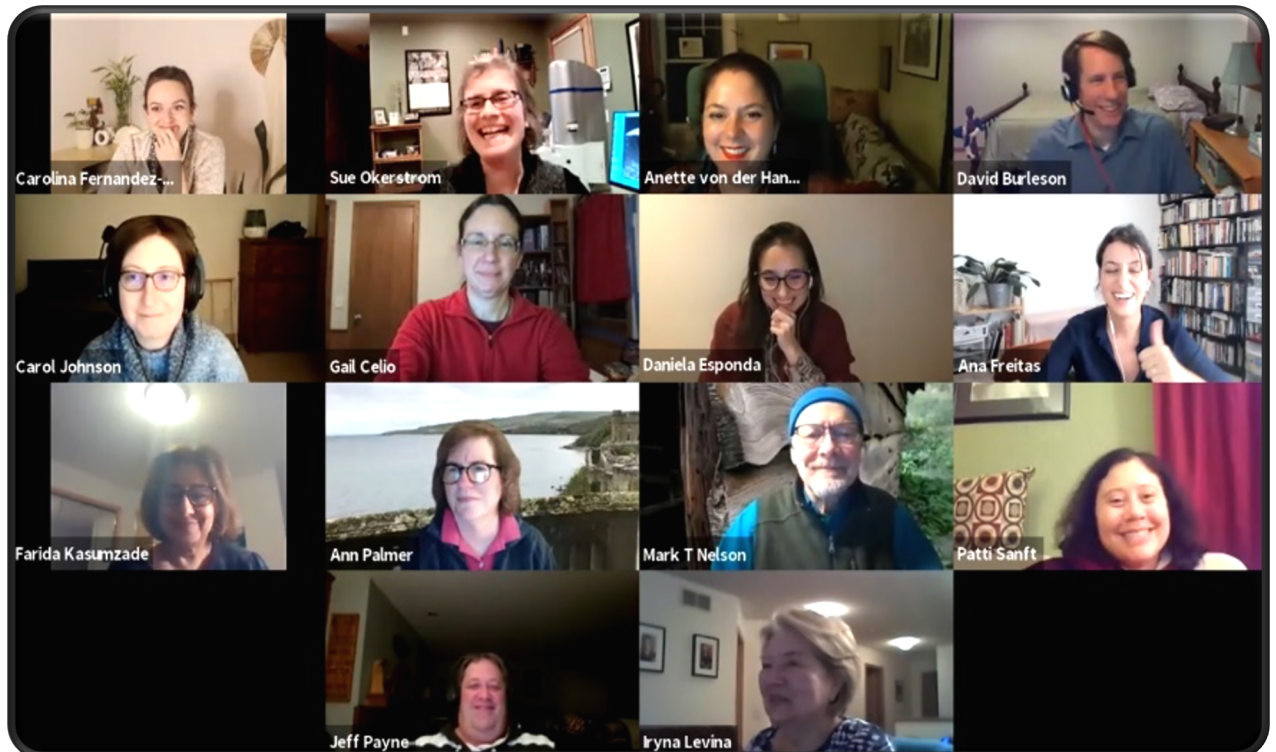 Carolina Fernandez-...
Sue Okerstrom
Anette von der Han...
David Burleson
Carol Johnson
Gail Celio
Daniela Esponda
Ana Freitas
Farida Kasumzade
Ann Palmer
Mark T Nelson
Patti Sanft
Jeff Payne
Iryna Levina